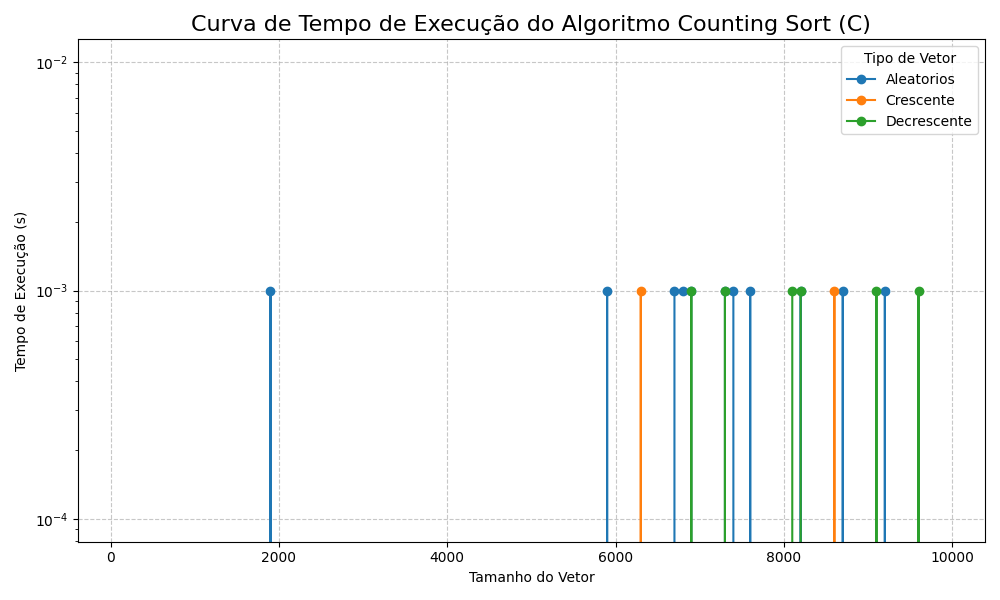 Curva de Tempo de Execução do Algoritmo Counting Sort (C)
Tempo de Execução (s)
10⁻²
10⁻³
10⁻⁴
Tipo de Vetor
Aleatorios
Crescente
Decrescente
0 2000 4000 6000 8000 10000
Tamanho do Vetor